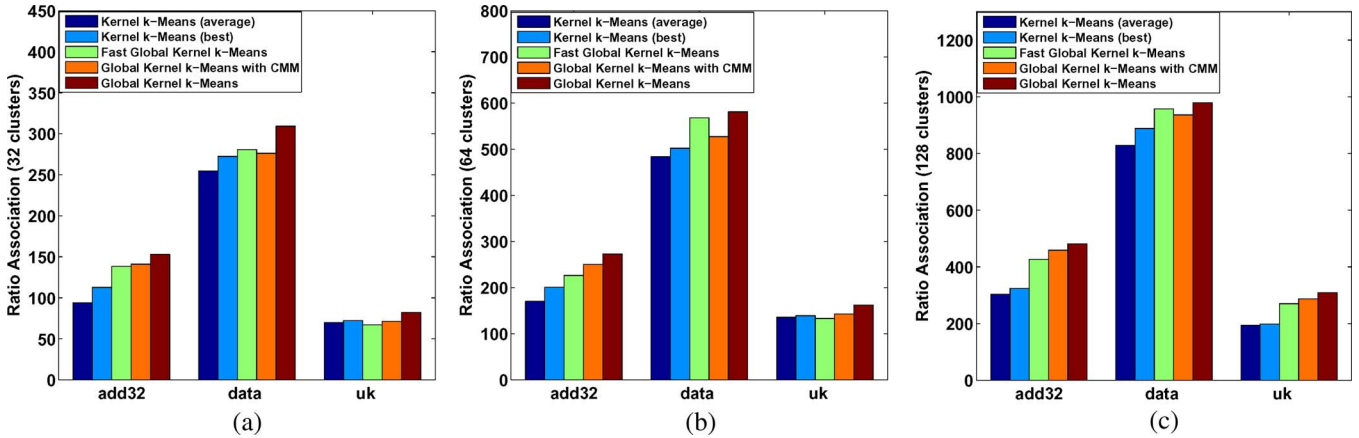 450
400
350
300
250
200
150
100
50
0
Ratio Association (32 clusters)
Kernel k−Means (average)
Kernel k−Means (best)
Fast Global Kernel k−Means
Global Kernel k−Means with CMM
Global Kernel k−Means
add32 data uk
(a)
800
700
600
500
400
300
200
100
0
Ratio Association (64 clusters)
Kernel k−Means (average)
Kernel k−Means (best)
Fast Global Kernel k−Means
Global Kernel k−Means with CMM
Global Kernel k−Means
add32 data uk
(b)
1200
1000
800
600
400
200
0
Ratio Association (128 clusters)
Kernel k−Means (average)
Kernel k−Means (best)
Fast Global Kernel k−Means
Global Kernel k−Means with CMM
Global Kernel k−Means
add32 data uk
(c)